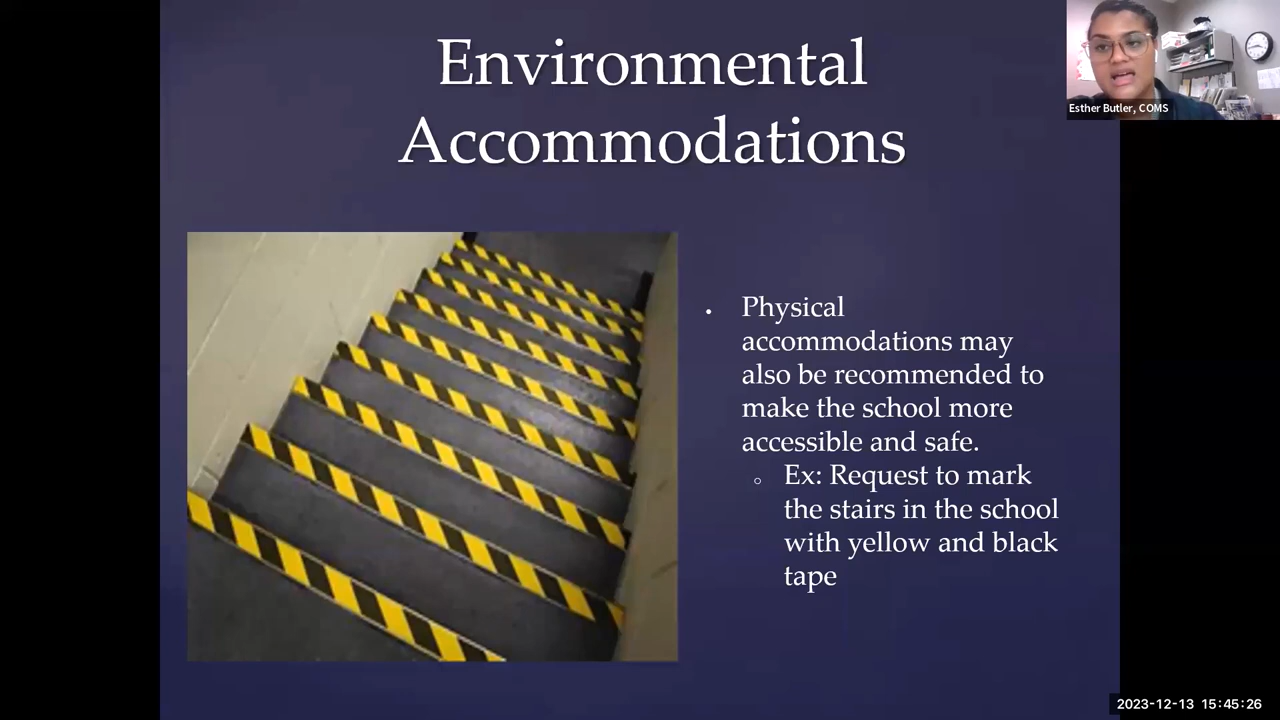 Environmental
Accommodations
Esther Butler, COMS
• Physical
accommodations may
also be recommended to
make the school more
accessible and safe.
○ Ex: Request to mark
the stairs in the school
with yellow and black
tape
2023-12-13 15:45:26